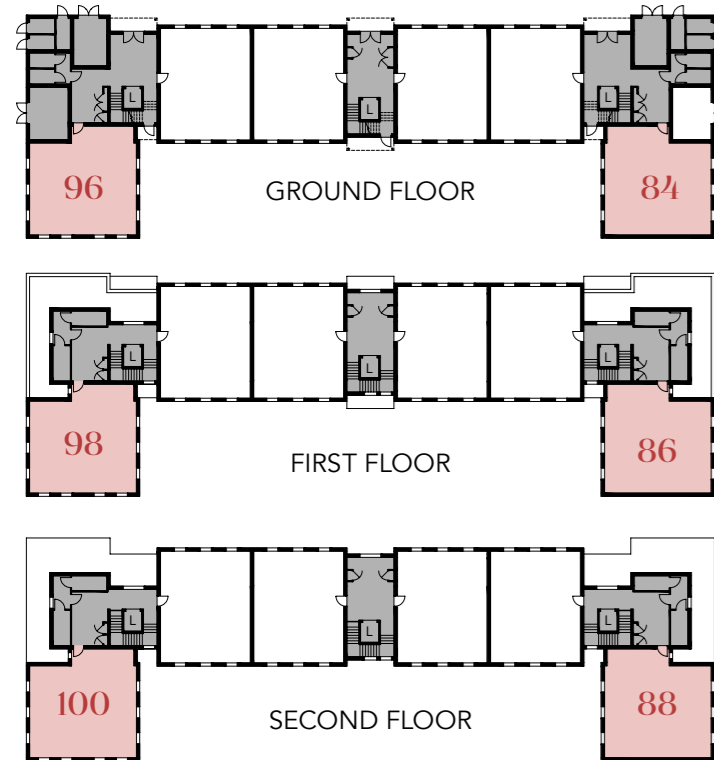 L L L
96 84
GROUND FLOOR
L L L
98 86
FIRST FLOOR
L L L
100 88
SECOND FLOOR